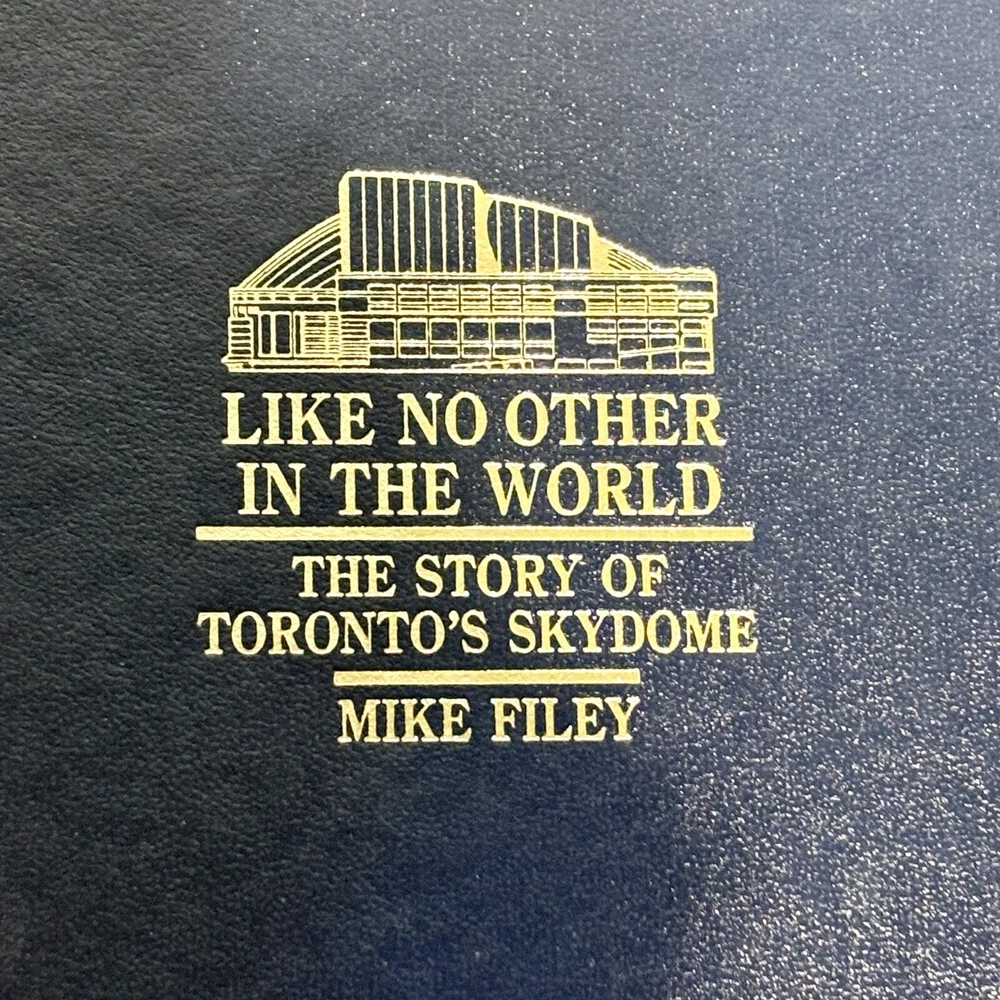 LIKE NO OTHER
IN THE WORLD
THE STORY OF
TORONTO'S SKYDOME
MIKE FILEY